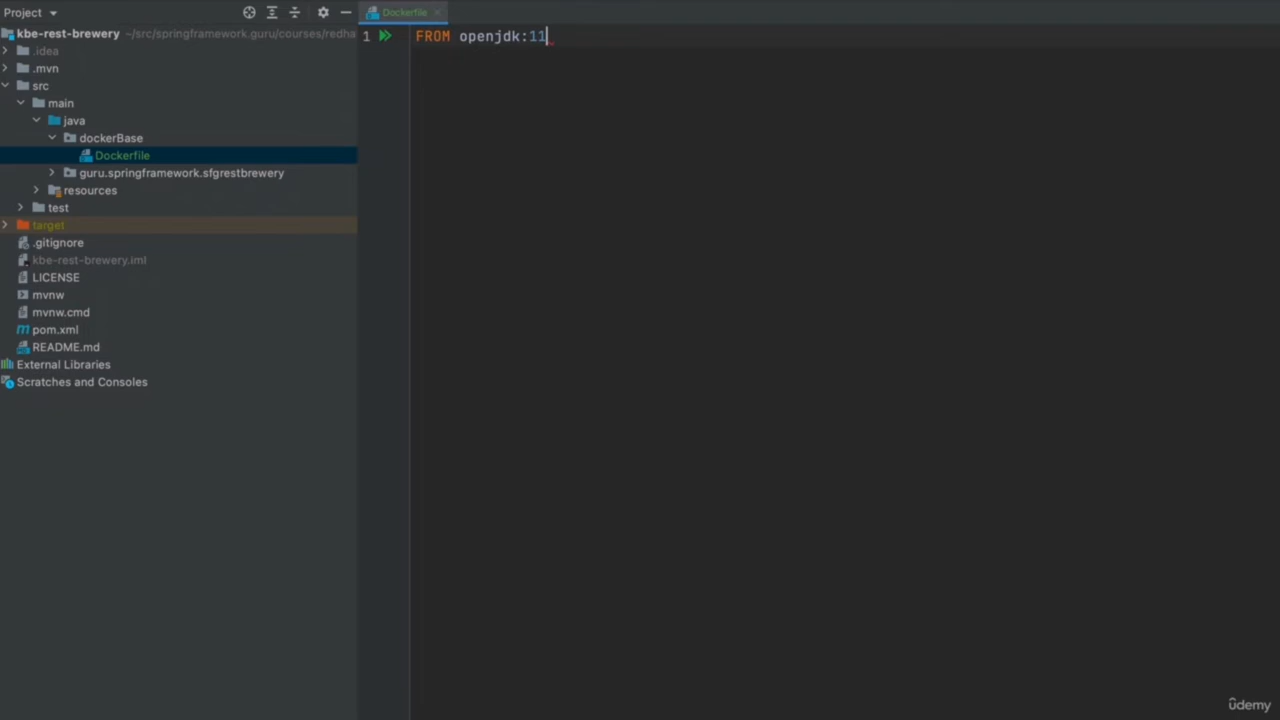 Project
Dockerfile
kbe-rest-brewery ~/src/springframework.guru/courses/redha
1 FROM openjdk:11
.idea
.mvn
src
main
java
dockerBase
Dockerfile
guru.springframework.sfgrestbrewery
resources
test
target
.gitignore
kbe-rest-brewery.iml
LICENSE
mvnw
mvnw.cmd
pom.xml
README.md
External Libraries
Scratches and Consoles
ûdemy